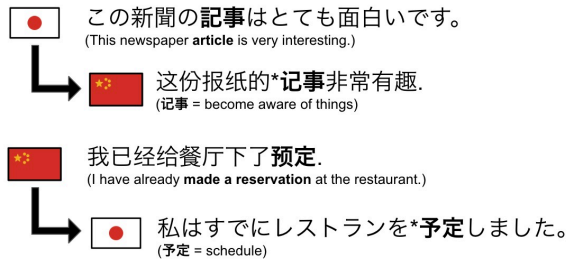 この新聞の記事はとても面白いです。
(This newspaper article is very interesting.)
这份报纸的*记事非常有趣.
(记事 = become aware of things)
我已经给餐厅下了预定.
(I have already made a reservation at the restaurant.)
私はすでにレストランを*予定しました。
(予定 = schedule)